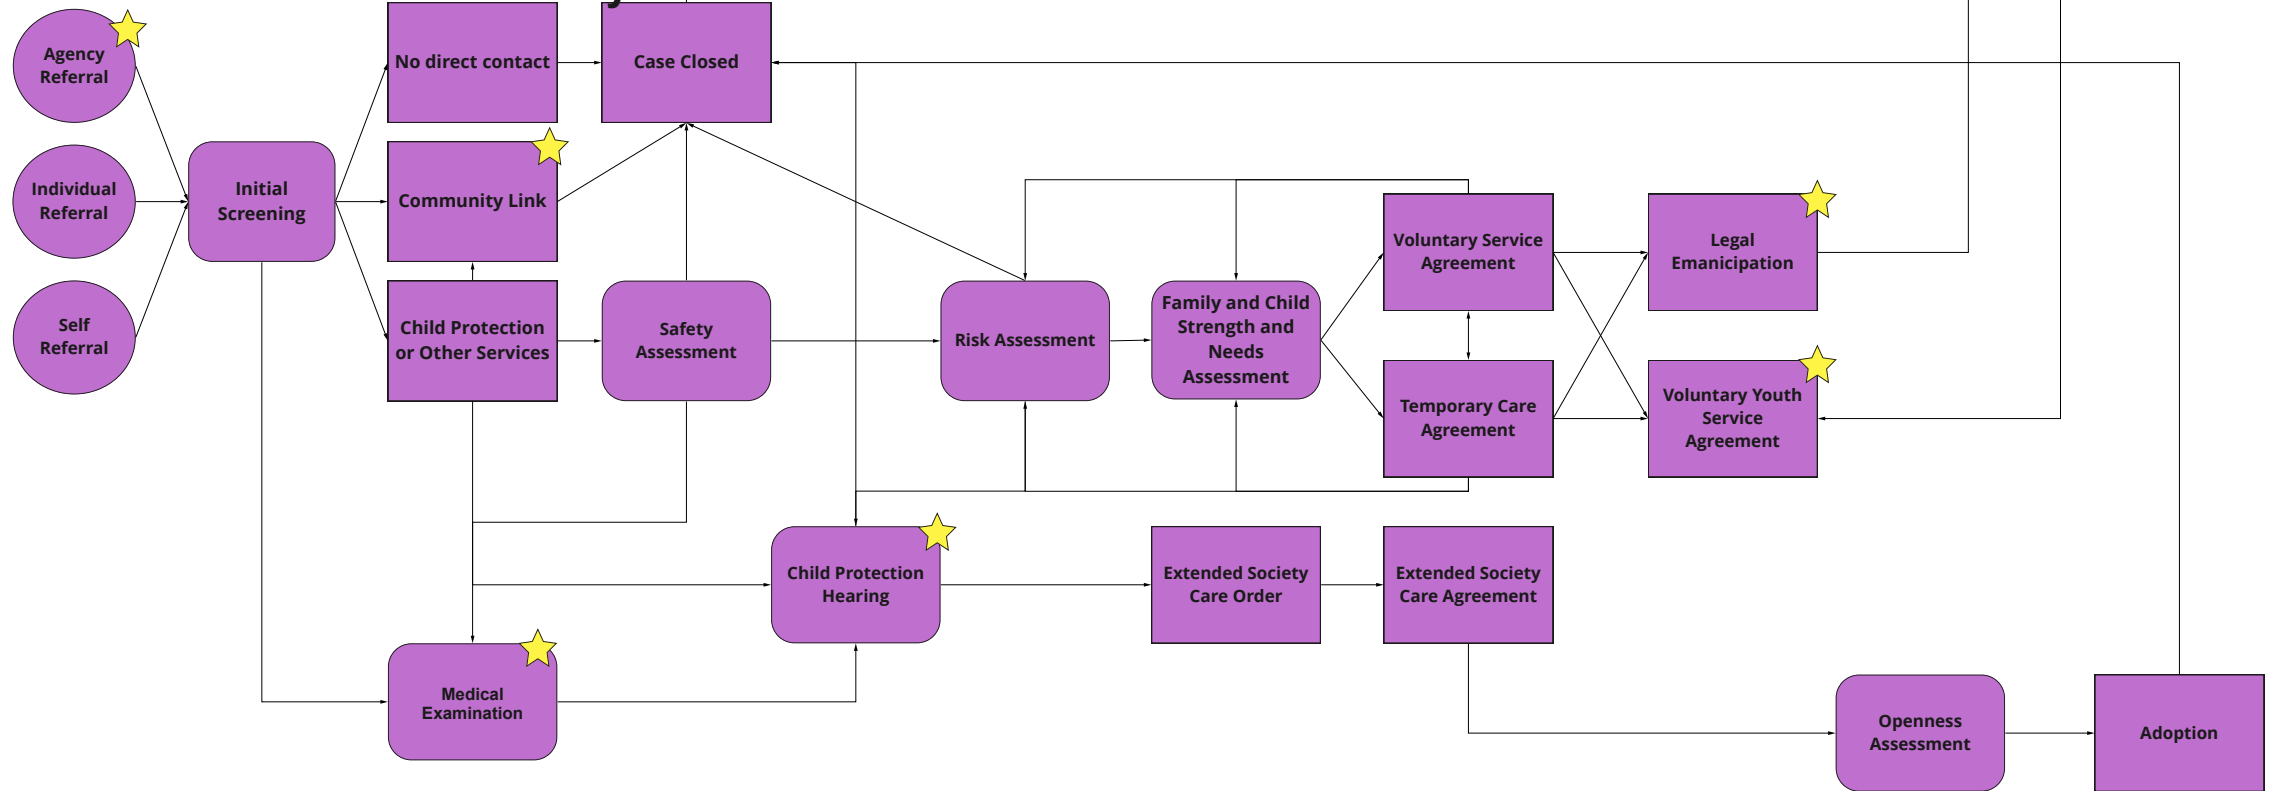 Agency
Referral
No direct contact
Case Closed
Individual
Referral
Initial
Screening
Community Link
Voluntary Service
Agreement
Legal
Emanicipation
Self
Referral
Child Protection
or Other Services
Safety
Assessment
Risk Assessment
Family and Child
Strength and
Needs
Assessment
Temporary Care
Agreement
Voluntary Youth
Service
Agreement
Child Protection
Hearing
Extended Society
Care Order
Extended Society
Care Agreement
Medical
Examination
Openness
Assessment
Adoption